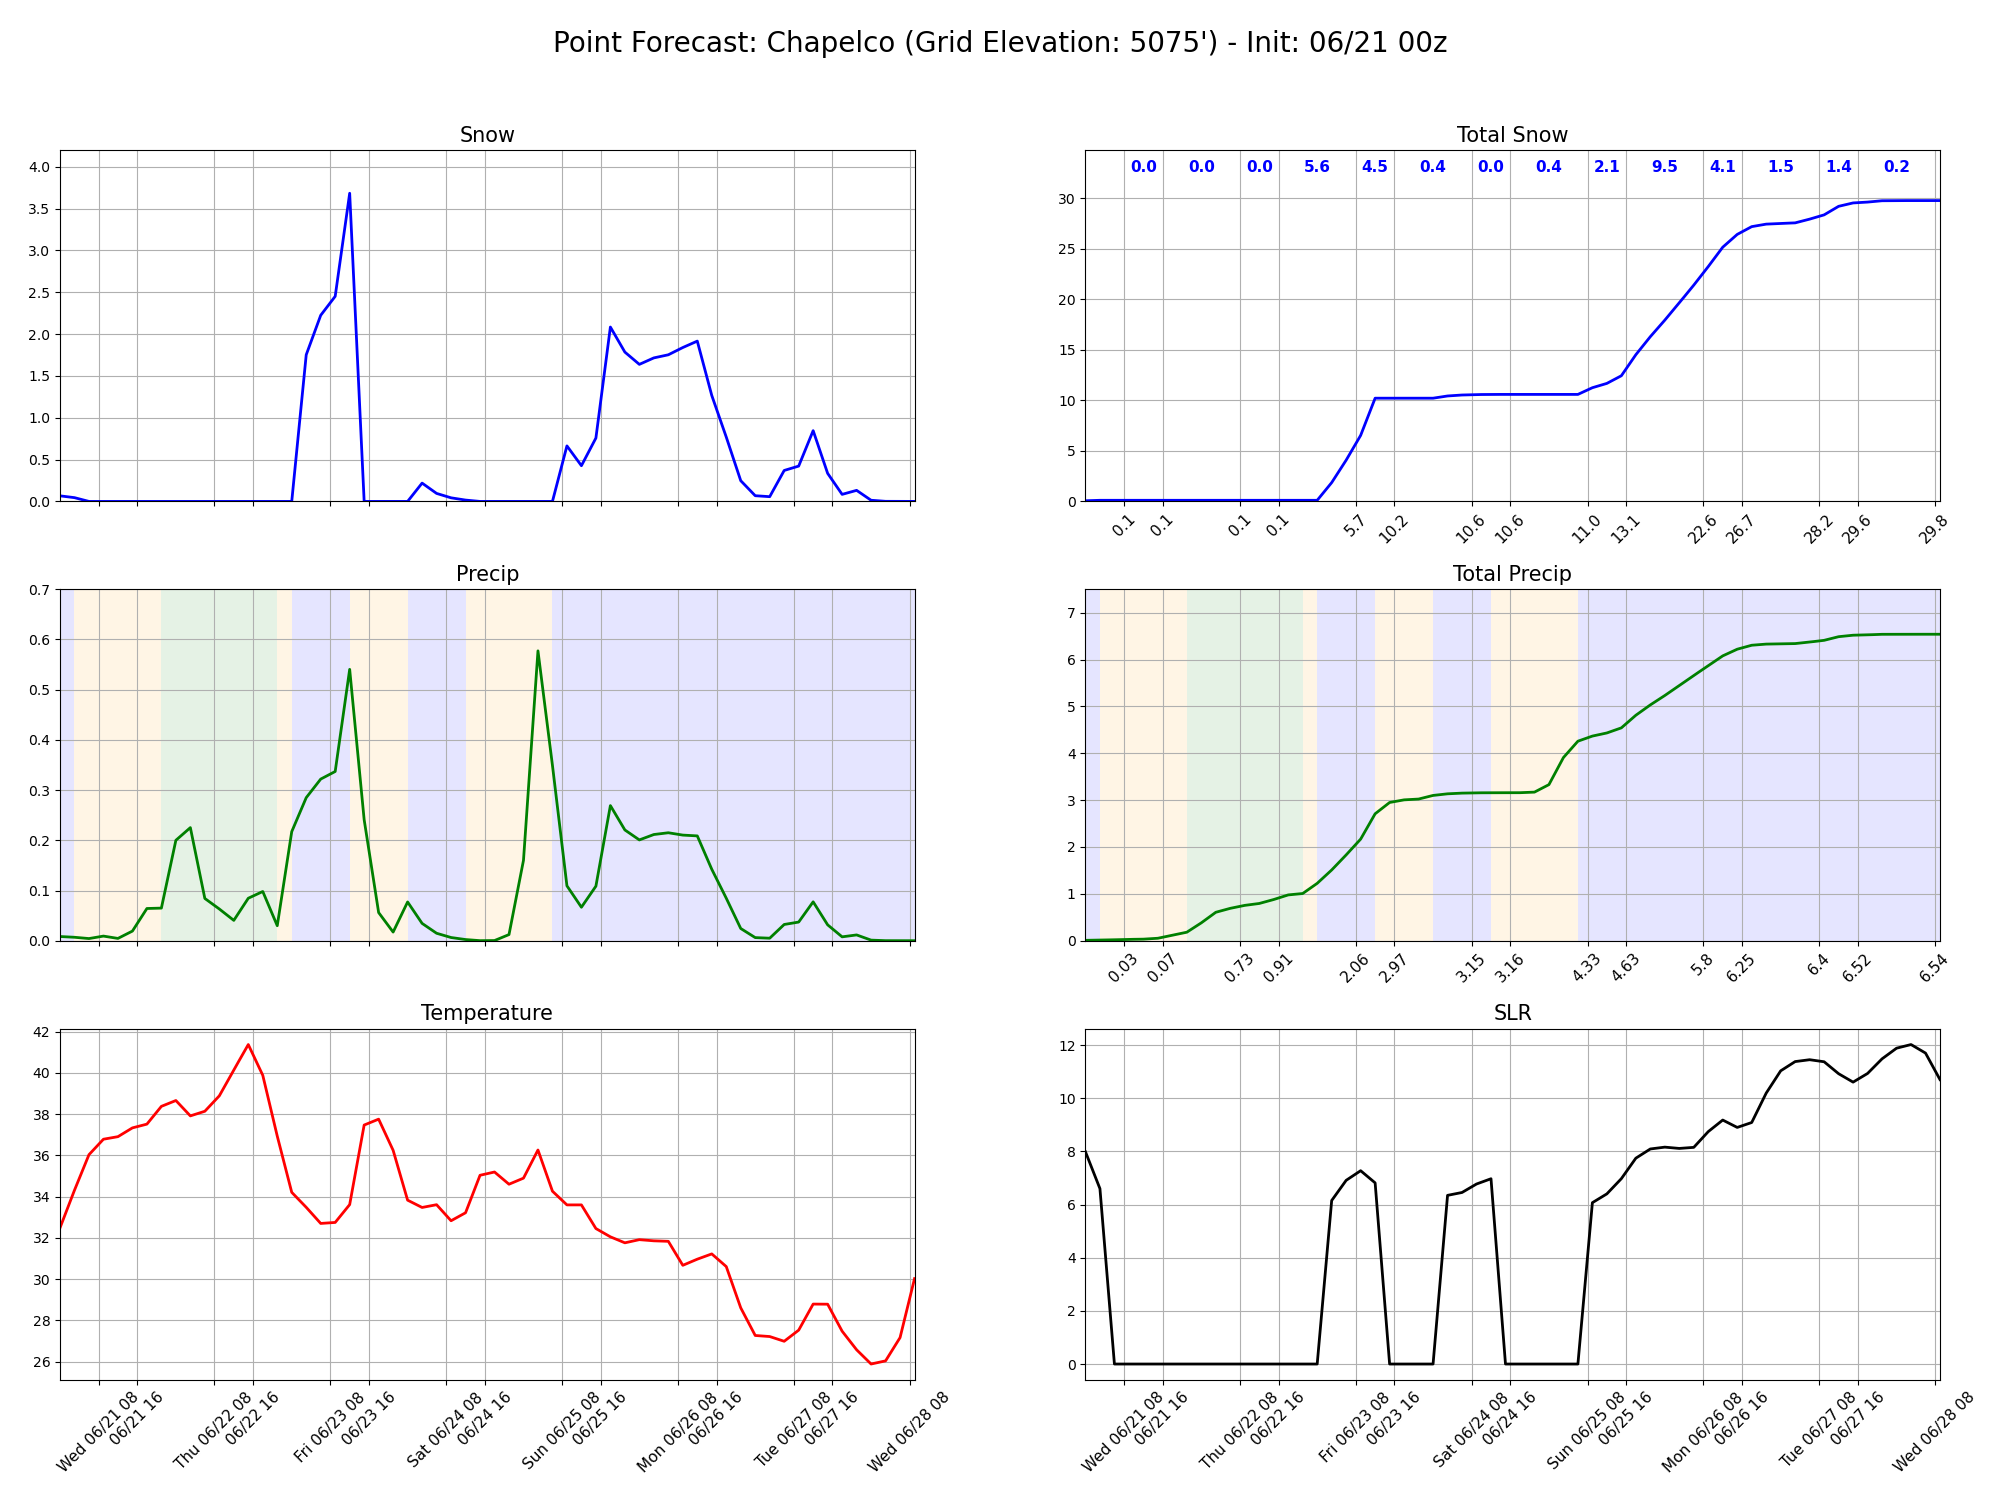 Point Forecast: Chapelco (Grid Elevation: 5075') - Init: 06/21 00z
Snow
4.0
3.5
3.0
2.5
2.0
1.5
1.0
0.5
0.0
Total Snow
0.0 0.0 0.0 5.6 4.5 0.4 0.0 0.4 2.1 9.5 4.1 1.5 1.4 0.2
30
25
20
15
10
5
0
0.1 0.1 0.1 0.1 5.7 10.2 10.6 10.6 11.0 13.1 22.6 26.7 28.2 29.6 29.8
Precip
0.7
0.6
0.5
0.4
0.3
0.2
0.1
0.0
Total Precip
7
6
5
4
3
2
1
0
0.03 0.07 0.73 0.91 2.06 2.97 3.15 3.16 4.33 4.63 5.8 6.25 6.4 6.52 6.54
Temperature
42
40
38
36
34
32
30
28
26
Wed 06/21 08
06/21 16
Thu 06/22 08
06/22 16
Fri 06/23 08
06/23 16
Sat 06/24 08
06/24 16
Sun 06/25 08
06/25 16
Mon 06/26 08
06/26 16
Tue 06/27 08
06/27 16
Wed 06/28 08
SLR
12
10
8
6
4
2
0
Wed 06/21 08
06/21 16
Thu 06/22 08
06/22 16
Fri 06/23 08
06/23 16
Sat 06/24 08
06/24 16
Sun 06/25 08
06/25 16
Mon 06/26 08
06/26 16
Tue 06/27 08
06/27 16
Wed 06/28 08